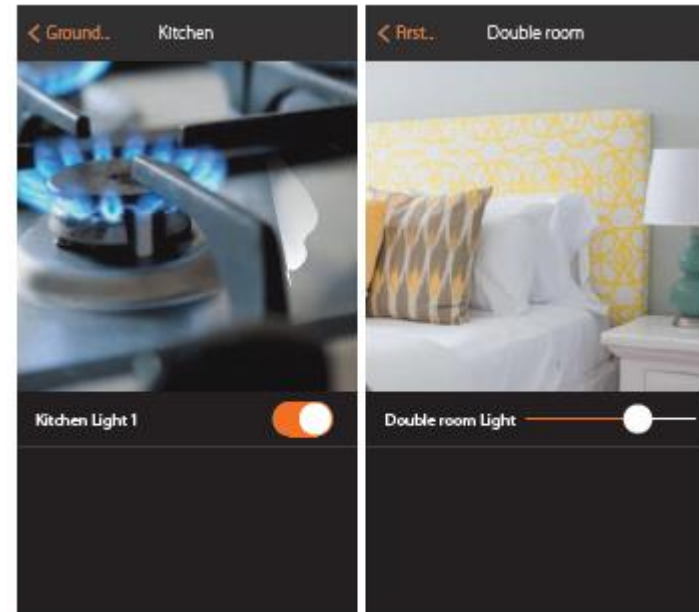 < Ground..
Kitchen
Kitchen Light 1
< First..
Double room
Double room Light